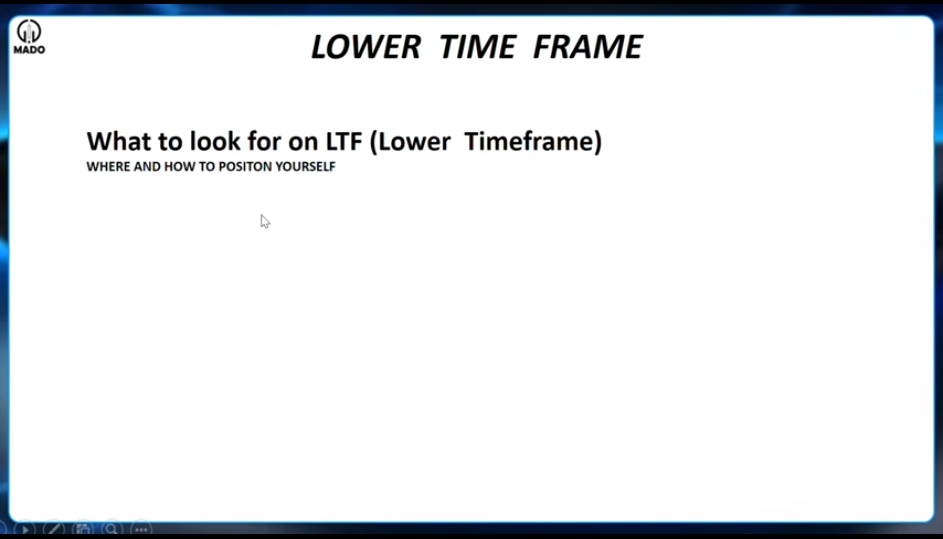 MADO
LOWER TIME FRAME
What to look for on LTF (Lower Timeframe)
WHERE AND HOW TO POSITON YOURSELF